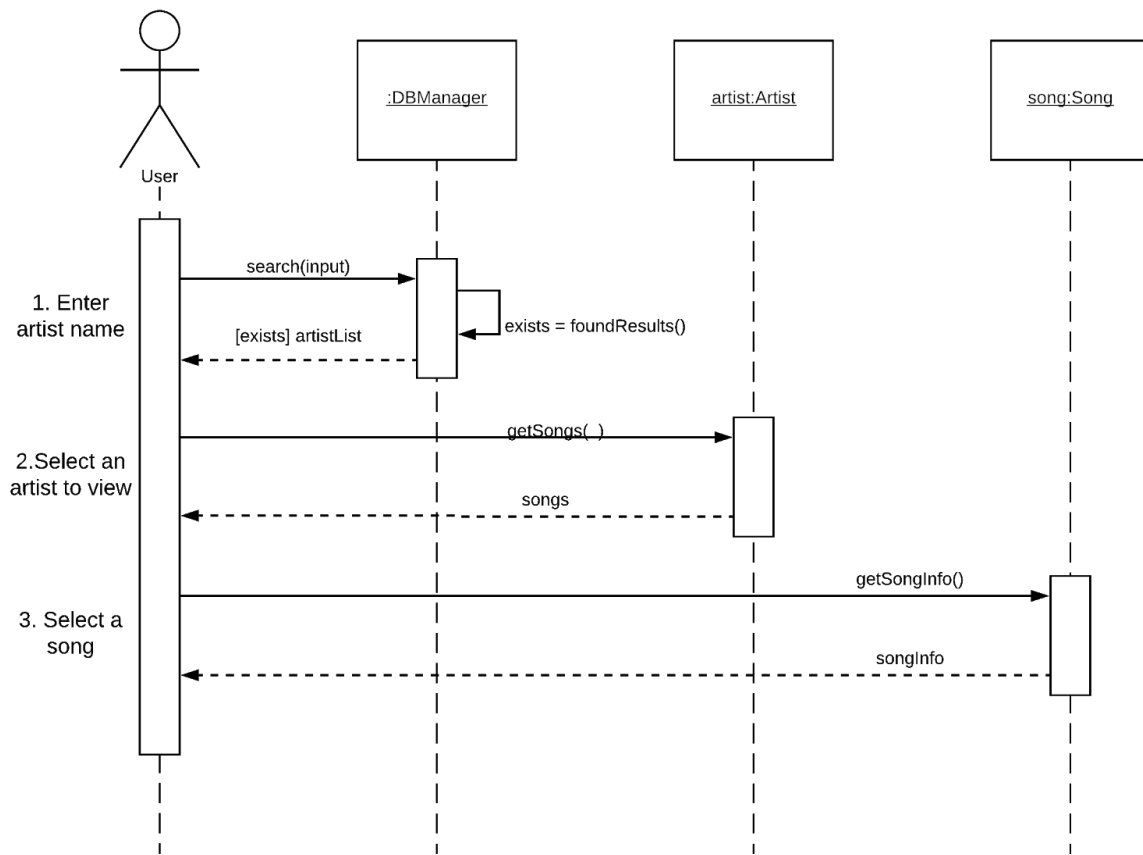 :DBManager
artist:Artist
song:Song
User
search(input)
1. Enter
artist name
exists = foundResults()
[exists] artistList
getSongs(  )
2.Select an
artist to view
songs
getSongInfo()
3. Select a
song
songInfo